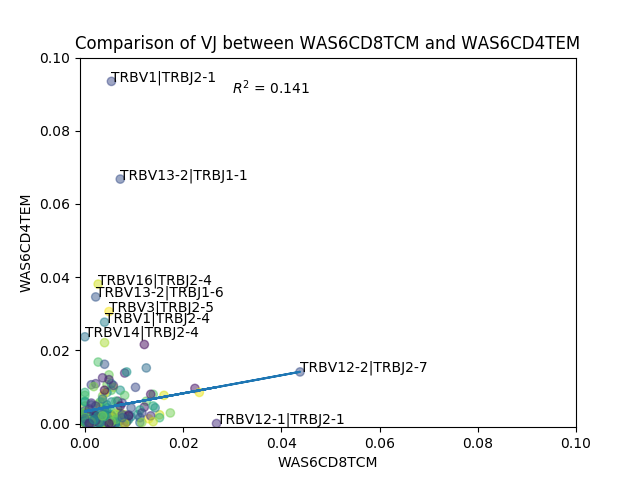 Comparison of VJ between WAS6CD8TCM and WAS6CD4TEM
0.10
TRBV1|TRBJ2-1
R² = 0.141
0.08
TRBV13-2|TRBJ1-1
0.06
WAS6CD4TEM
0.04
TRBV16|TRBJ2-4
TRBV13-2|TRBJ1-6
TRBV3|TRBJ2-5
TRBV1|TRBJ2-4
TRBV14|TRBJ2-4
0.02
TRBV12-2|TRBJ2-7
TRBV12-1|TRBJ2-1
0.00
0.00 0.02 0.04 0.06 0.08 0.10
WAS6CD8TCM